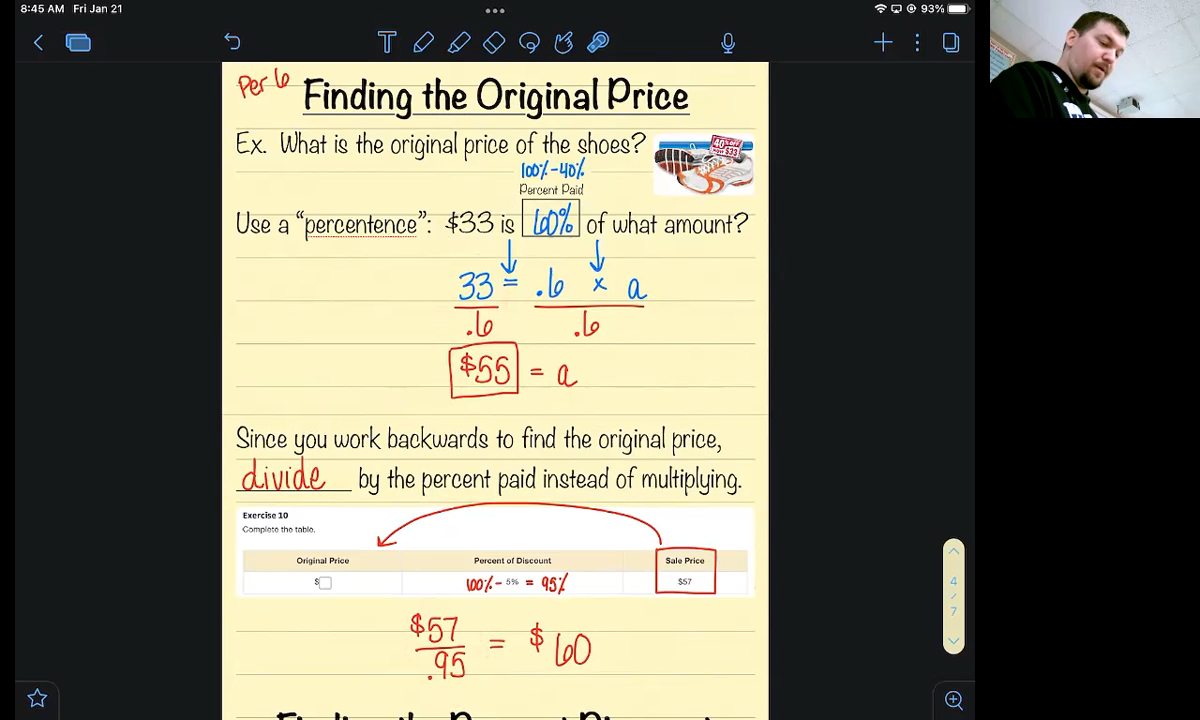 8:45 AM Fri Jan 21
93%
Per 6
Finding the Original Price
Ex. What is the original price of the shoes?
40% OFF
NOW $33
100%-40%
Percent Paid
Use a "percentence": $33 is 60% of what amount?
33 = .6 x a
.6 .6
$55 = a
Since you work backwards to find the original price,
divide by the percent paid instead of multiplying.
Exercise 10
Complete the table.
Original Price Percent of Discount Sale Price
$ 100% - 5% = 95% $57
4
/
7
$57
.95
= $60